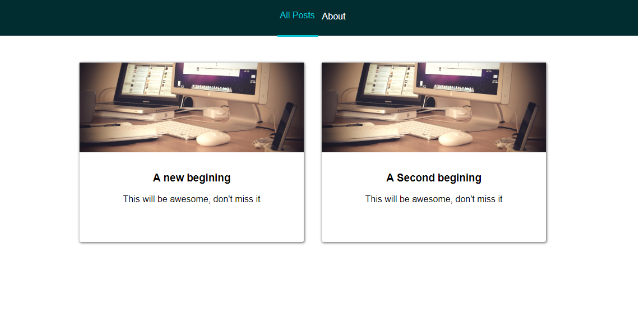 All Posts About
A new begining
This will be awesome, don't miss it
A Second begining
This will be awesome, don't miss it